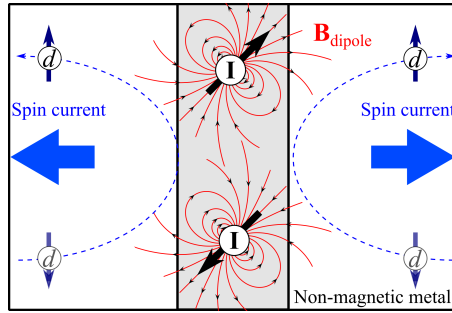 d
I
B_dipole
d
Spin current
Spin current
d
I
d
Non-magnetic metal